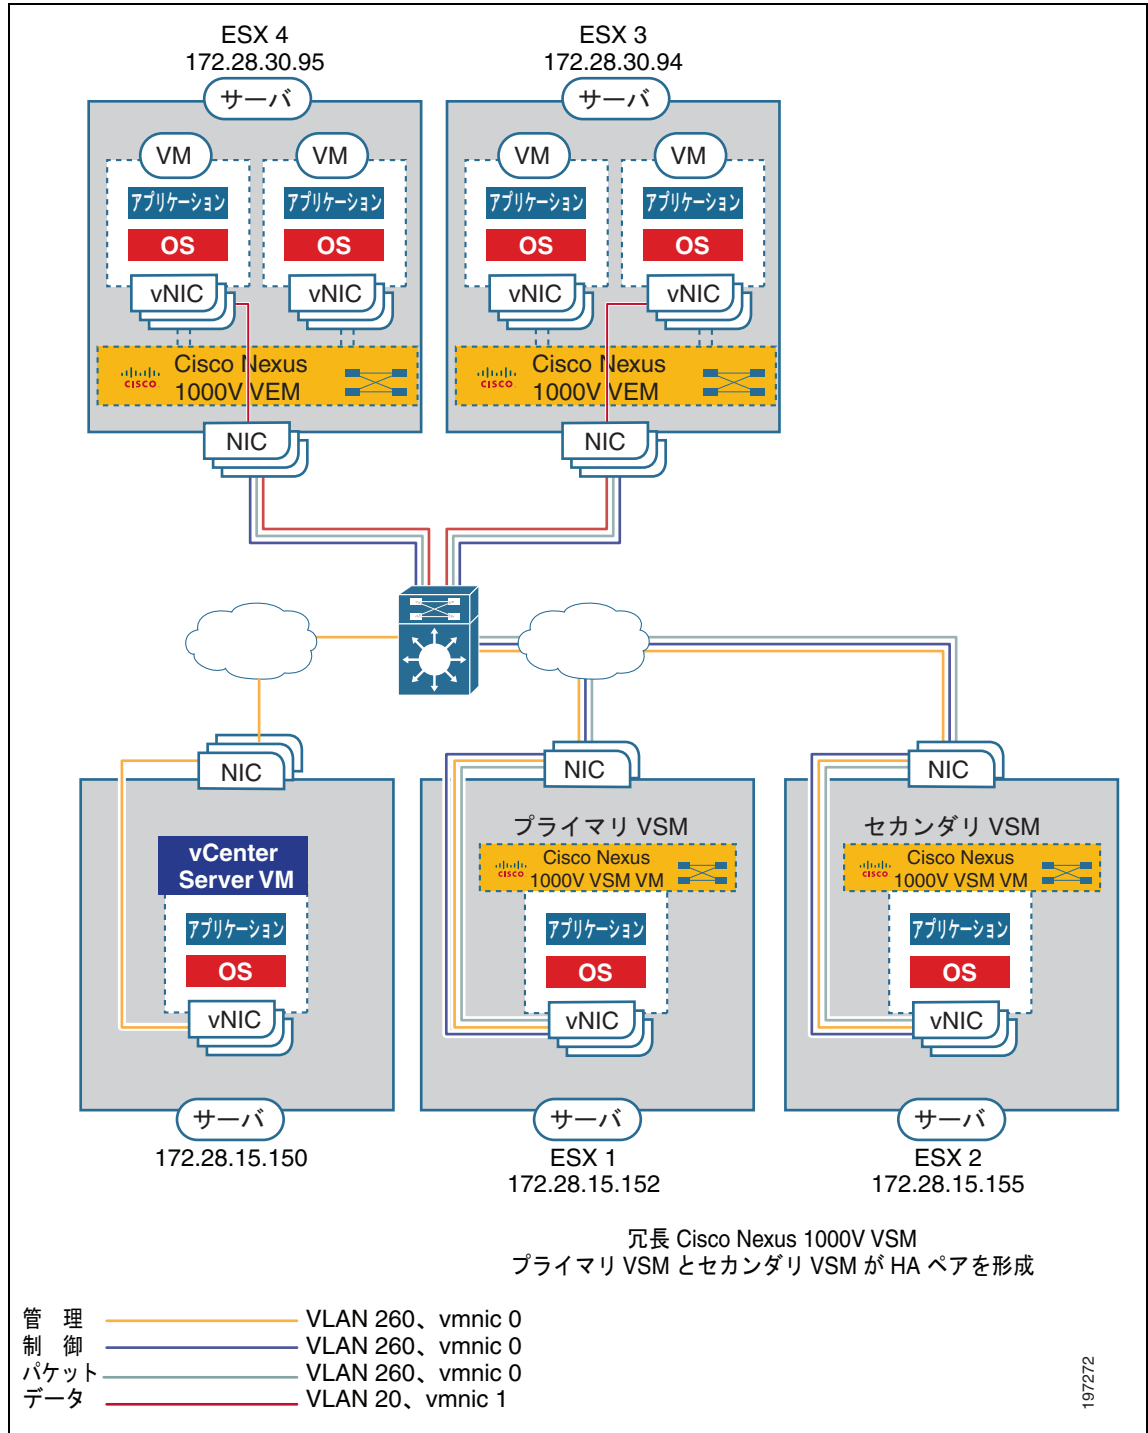 ESX 4
172.28.30.95
サーバ
ESX 3
172.28.30.94
サーバ
VM
アプリケーション
OS
vNIC
VM
アプリケーション
OS
vNIC
CISCO
Cisco Nexus
1000V VEM
NIC
VM
アプリケーション
OS
vNIC
VM
アプリケーション
OS
vNIC
CISCO
Cisco Nexus
1000V VEM
NIC
NIC
vCenter
Server VM
アプリケーション
OS
vNIC
サーバ
172.28.15.150
NIC
プライマリ VSM
CISCO
Cisco Nexus
1000V VSM VM
アプリケーション
OS
vNIC
サーバ
ESX 1
172.28.15.152
NIC
セカンダリ VSM
CISCO
Cisco Nexus
1000V VSM VM
アプリケーション
OS
vNIC
サーバ
ESX 2
172.28.15.155
冗長 Cisco Nexus 1000V VSM
プライマリ VSM とセカンダリ VSM が HA ペアを形成
管 理 VLAN 260、vmnic 0
制 御 VLAN 260、vmnic 0
パケット VLAN 260、vmnic 0
データ VLAN 20、vmnic 1
197272